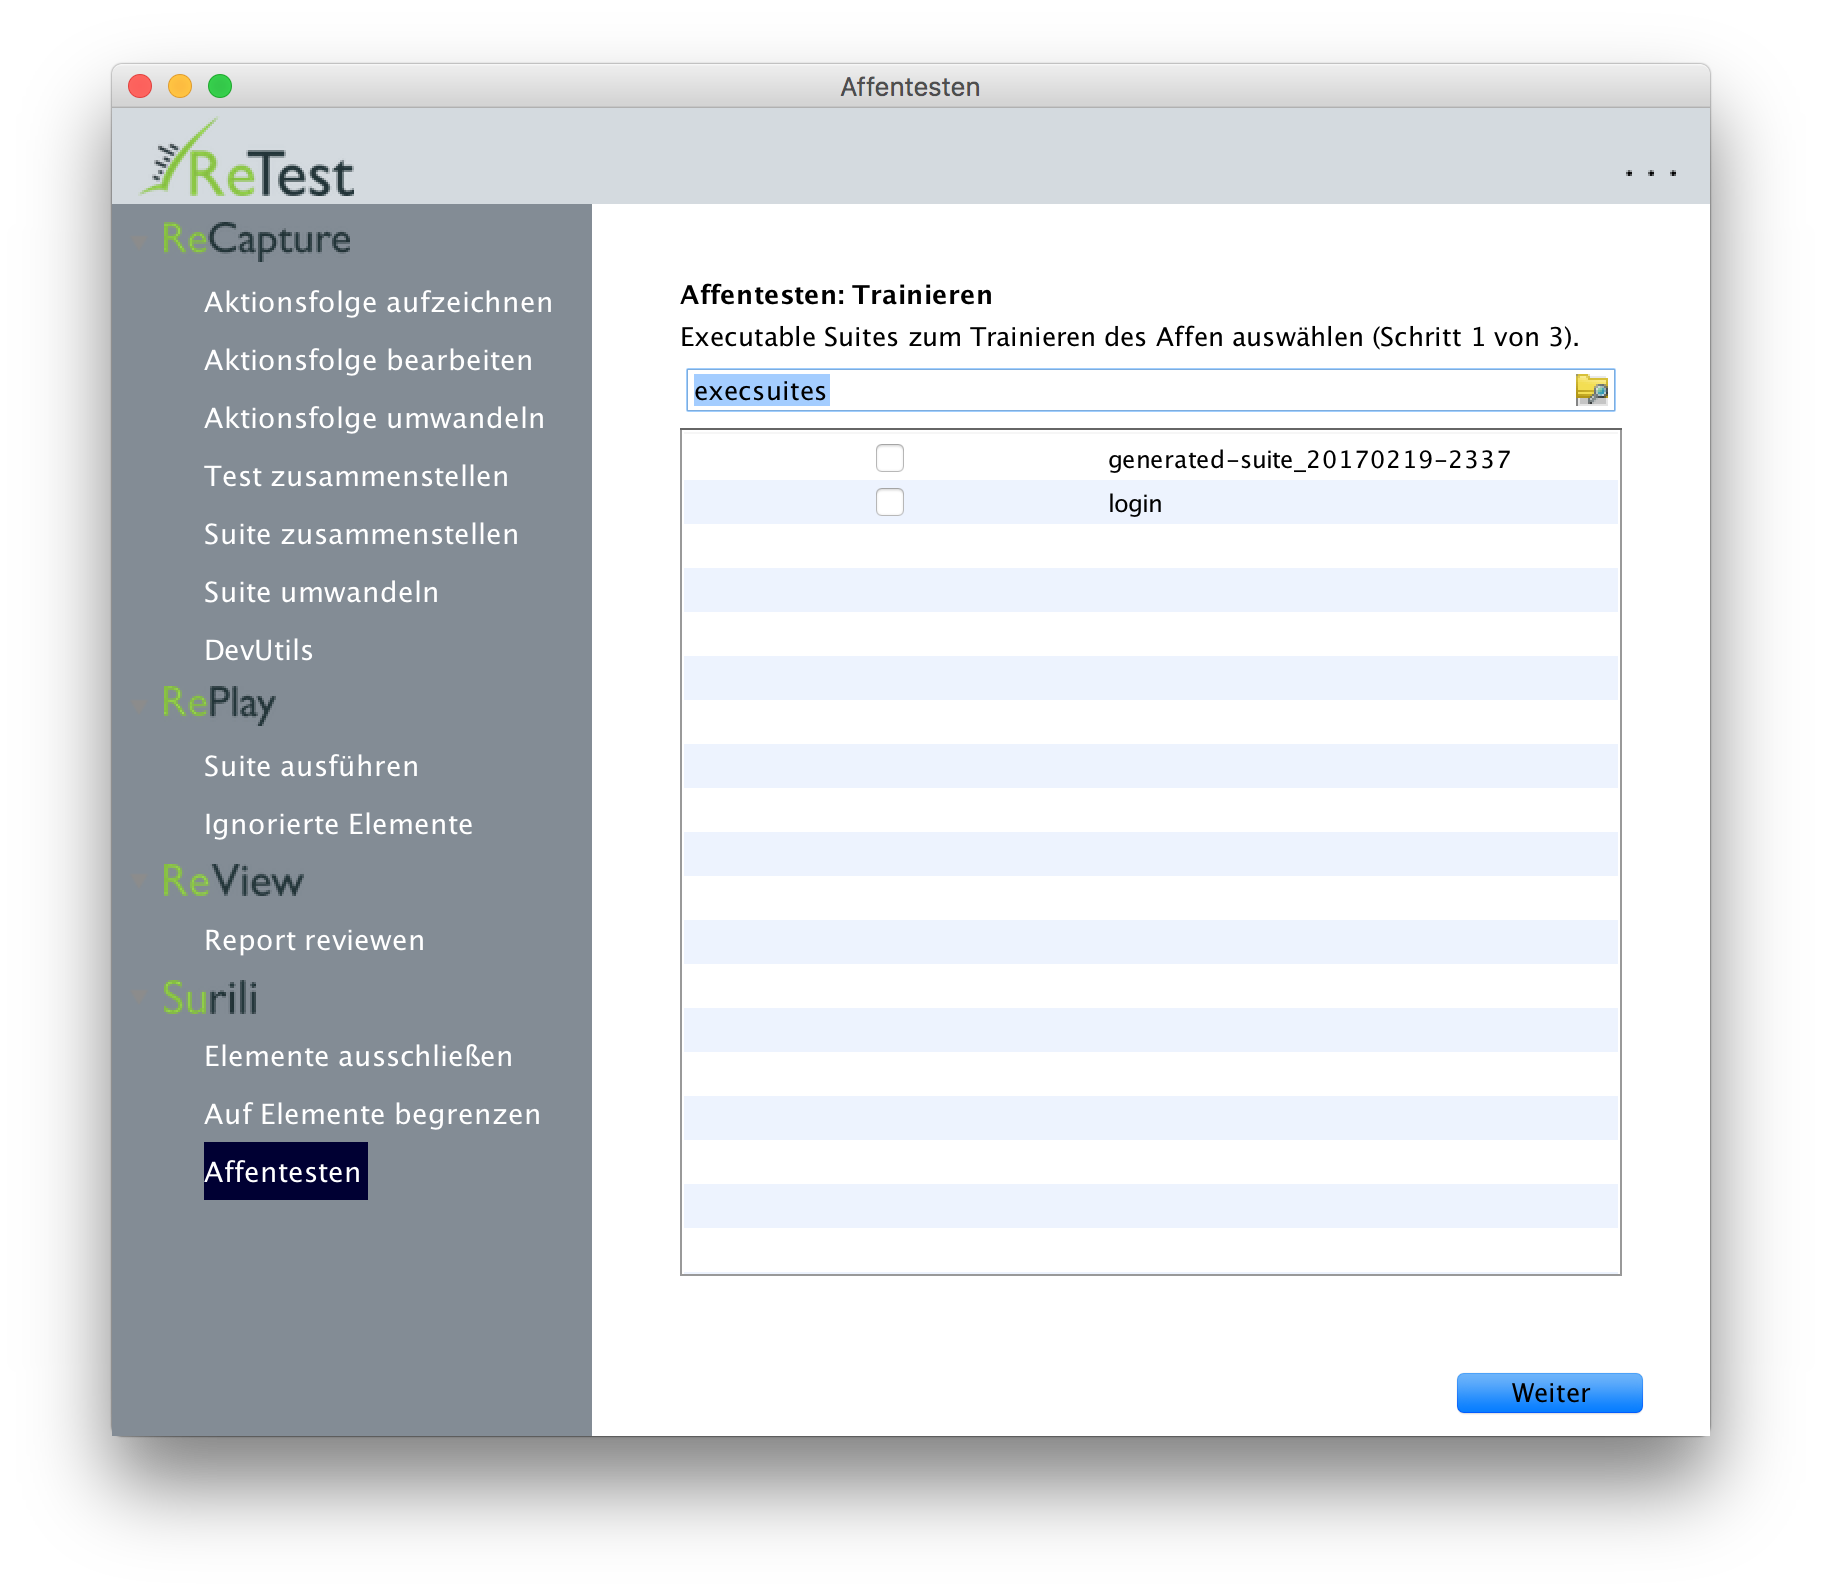 Affentesten
ReTest
...
ReCapture
Aktionsfolge aufzeichnen
Aktionsfolge bearbeiten
Aktionsfolge umwandeln
Test zusammenstellen
Suite zusammenstellen
Suite umwandeln
DevUtils
RePlay
Suite ausführen
Ignorierte Elemente
ReView
Report reviewen
Surili
Elemente ausschließen
Auf Elemente begrenzen
Affentesten
Affentesten: Trainieren
Executable Suites zum Trainieren des Affen auswählen (Schritt 1 von 3).
execsuites
generated-suite_20170219-2337
login
Weiter